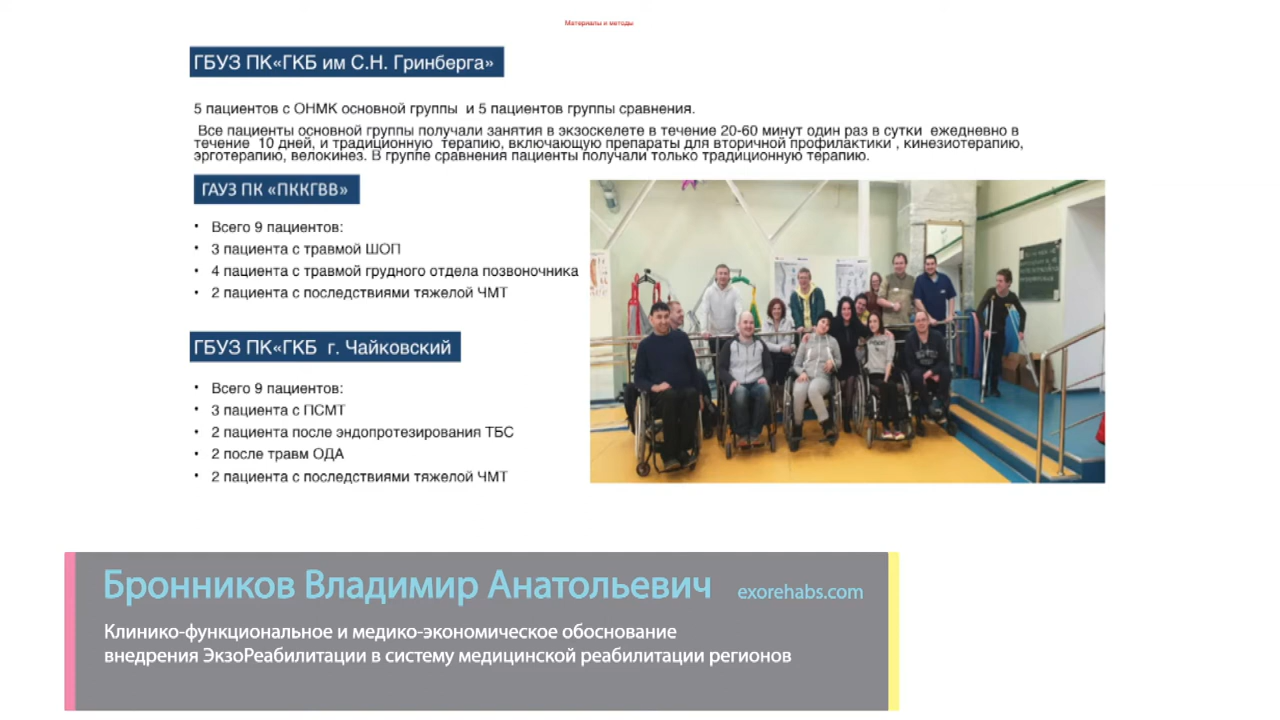 Материалы и методы
ГБУЗ ПК«ГКБ им С.Н. Гринберга»
5 пациентов с ОНМК основной группы и 5 пациентов группы сравнения.
Все пациенты основной группы получали занятия в экзоскелете в течение 20-60 минут один раз в сутки ежедневно в
течение 10 дней, и традиционную терапию, включающую препараты для вторичной профилактики , кинезиотерапию,
эрготерапию, велокинез. В группе сравнения пациенты получали только традиционную терапию.
ГАУЗ ПК «ПККГВВ»
• Всего 9 пациентов:
• 3 пациента с травмой ШОП
• 4 пациента с травмой грудного отдела позвоночника
• 2 пациента с последствиями тяжелой ЧМТ
ГБУЗ ПК«ГКБ г. Чайковский
• Всего 9 пациентов:
• 3 пациента с ПСМТ
• 2 пациента после эндопротезирования ТБС
• 2 после травм ОДА
• 2 пациента с последствиями тяжелой ЧМТ
Бронников Владимир Анатольевич exorehabs.com
Клинико-функциональное и медико-экономическое обоснование
внедрения ЭкзоРеабилитации в систему медицинской реабилитации регионов